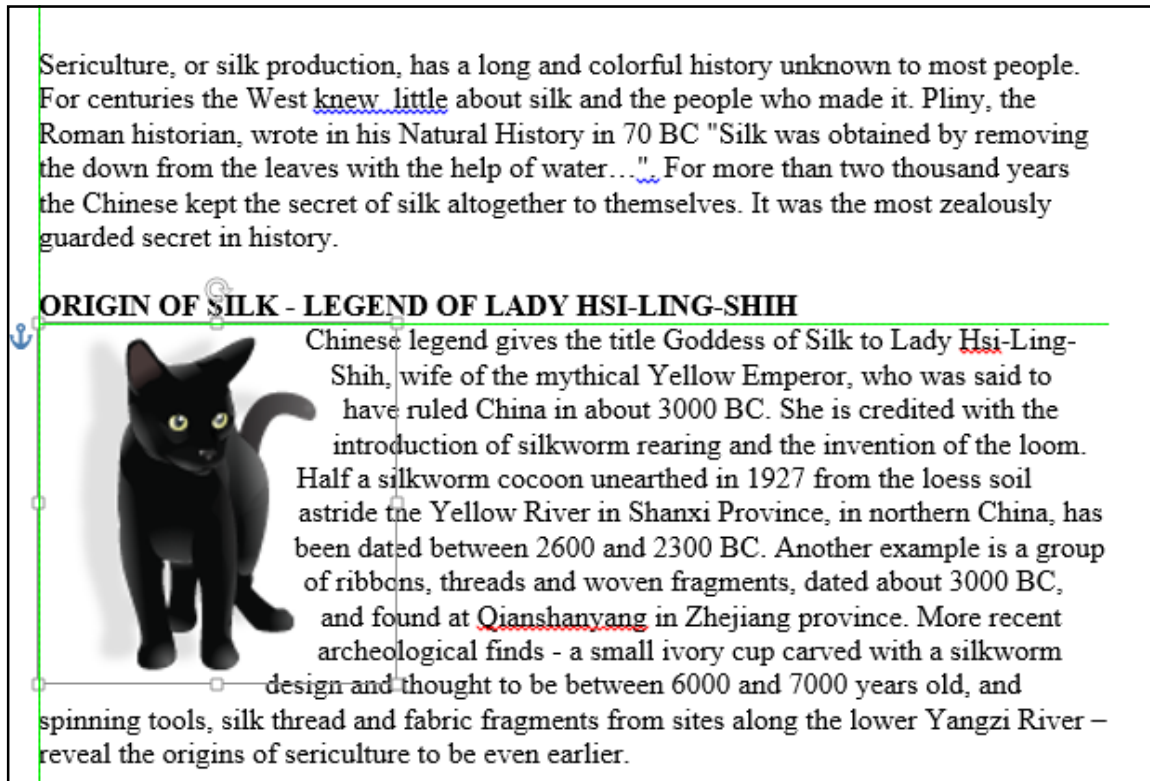 Sericulture, or silk production, has a long and colorful history unknown to most people.
For centuries the West knew  little about silk and the people who made it. Pliny, the
Roman historian, wrote in his Natural History in 70 BC "Silk was obtained by removing
the down from the leaves with the help of water…". For more than two thousand years
the Chinese kept the secret of silk altogether to themselves. It was the most zealously
guarded secret in history.
ORIGIN OF SILK - LEGEND OF LADY HSI-LING-SHIH
Chinese legend gives the title Goddess of Silk to Lady Hsi-Ling-
Shih, wife of the mythical Yellow Emperor, who was said to
have ruled China in about 3000 BC. She is credited with the
introduction of silkworm rearing and the invention of the loom.
Half a silkworm cocoon unearthed in 1927 from the loess soil
astride the Yellow River in Shanxi Province, in northern China, has
been dated between 2600 and 2300 BC. Another example is a group
of ribbons, threads and woven fragments, dated about 3000 BC,
and found at Qianshanyang in Zhejiang province. More recent
archeological finds - a small ivory cup carved with a silkworm
design and thought to be between 6000 and 7000 years old, and
spinning tools, silk thread and fabric fragments from sites along the lower Yangzi River –
reveal the origins of sericulture to be even earlier.